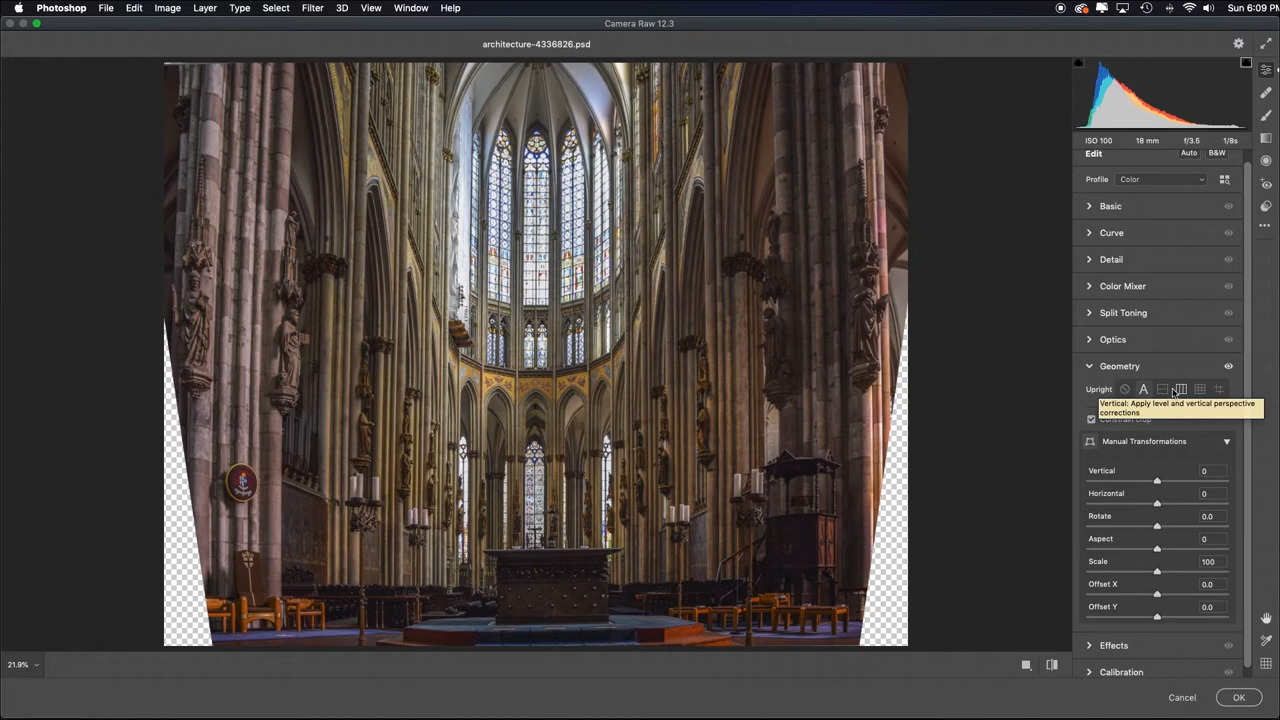 Photoshop File Edit Image Layer Type Select Filter 3D View Window Help Sun 6:09 PM
Camera Raw 12.3
architecture-4336826.psd
ISO 100 18 mm f/3.5 1/8s
Edit Auto B&W
Profile Color
Basic
Curve
Detail
Color Mixer
Split Toning
Optics
Geometry
Upright A
Vertical: Apply level and vertical perspective
corrections
Constrain crop
Manual Transformations
Vertical 0
Horizontal 0
Rotate 0.0
Aspect 0
Scale 100
Offset X 0.0
Offset Y 0.0
Effects
21.9%
Calibration
Cancel OK